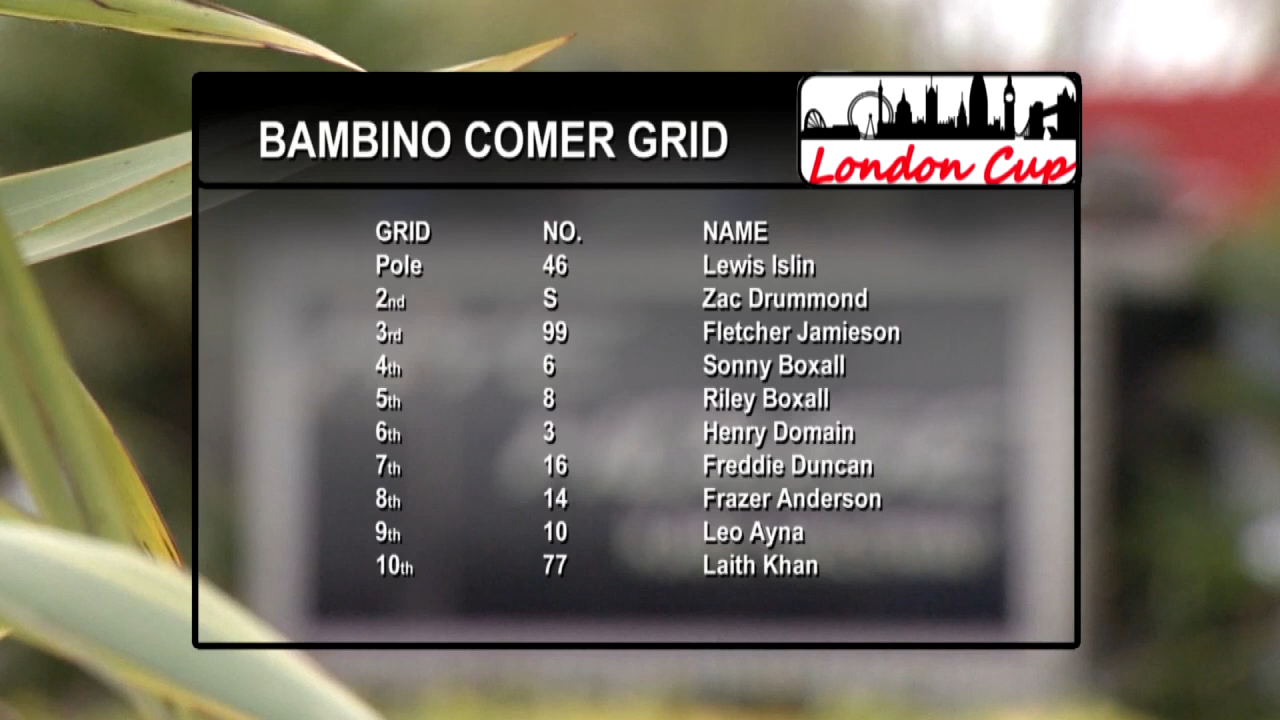 BAMBINO COMER GRID
London Cup
GRID NO. NAME
Pole 46 Lewis Islin
2nd S Zac Drummond
3rd 99 Fletcher Jamieson
4th 6 Sonny Boxall
5th 8 Riley Boxall
6th 3 Henry Domain
7th 16 Freddie Duncan
8th 14 Frazer Anderson
9th 10 Leo Ayna
10th 77 Laith Khan